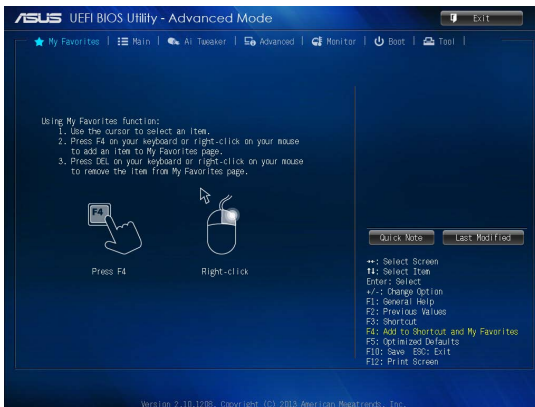 ASUS UEFI BIOS Utility - Advanced Mode
Exit
My Favorites | Main | Ai Tweaker | Advanced | Monitor | Boot | Tool |
Using My Favorites function:
1. Use the cursor to select an item.
2. Press F4 on your keyboard or right-click on your mouse
to add an item to My Favorites page.
3. Press DEL on your keyboard or right-click on your mouse
to remove the item from My Favorites page.
F4
Press F4
Right-click
Quick Note
Last Modified
→←: Select Screen
↑↓: Select Item
Enter: Select
+/-: Change Option
F1: General Help
F2: Previous Values
F3: Shortcut
F4: Add to Shortcut and My Favorites
F5: Optimized Defaults
F10: Save ESC: Exit
F12: Print Screen
Version 2.10.1208. Copyright (C) 2013 American Megatrends, Inc.